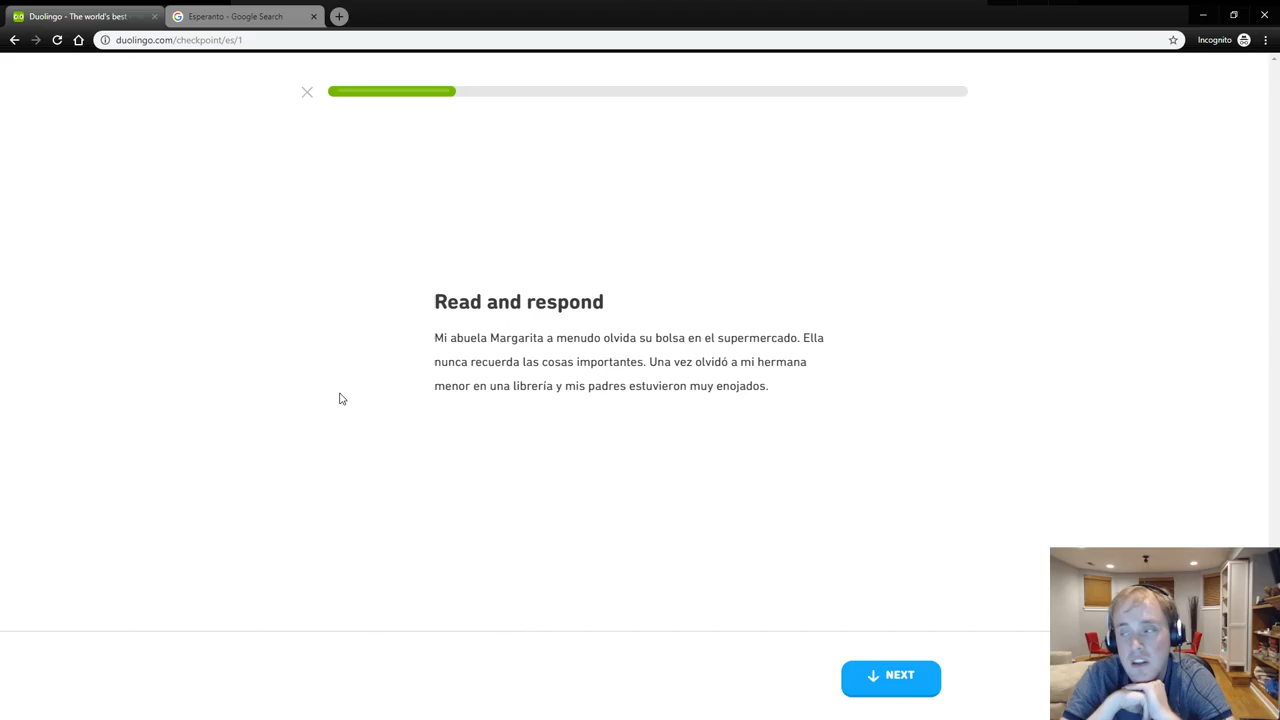 Duolingo - The world's best
Esperanto - Google Search
duolingo.com/checkpoint/es/1
Incognito
Read and respond
Mi abuela Margarita a menudo olvida su bolsa en el supermercado. Ella
nunca recuerda las cosas importantes. Una vez olvidó a mi hermana
menor en una librería y mis padres estuvieron muy enojados.
NEXT